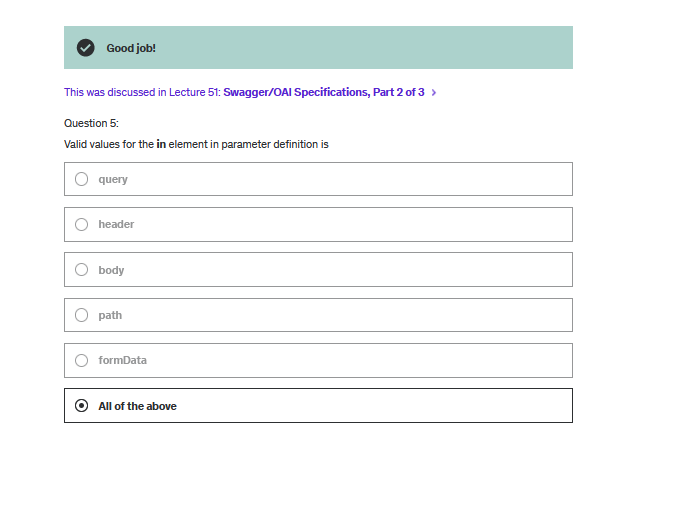 Good job!
This was discussed in Lecture 51: Swagger/OAI Specifications, Part 2 of 3 >
Question 5:
Valid values for the in element in parameter definition is
query
header
body
path
formData
All of the above